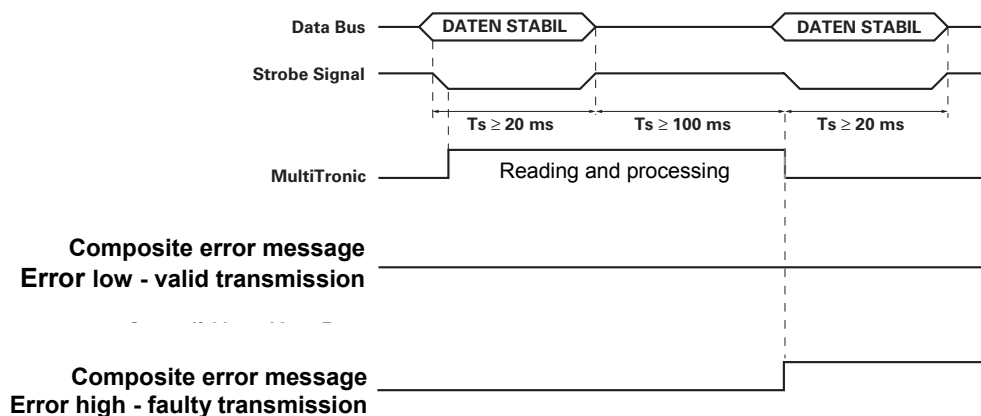 Data Bus
DATEN STABIL
DATEN STABIL
Strobe Signal
Ts ≥ 20 ms
Ts ≥ 100 ms
Ts ≥ 20 ms
MultiTronic
Reading and processing
Composite error message
Error low - valid transmission
Composite error message
Error high - faulty transmission